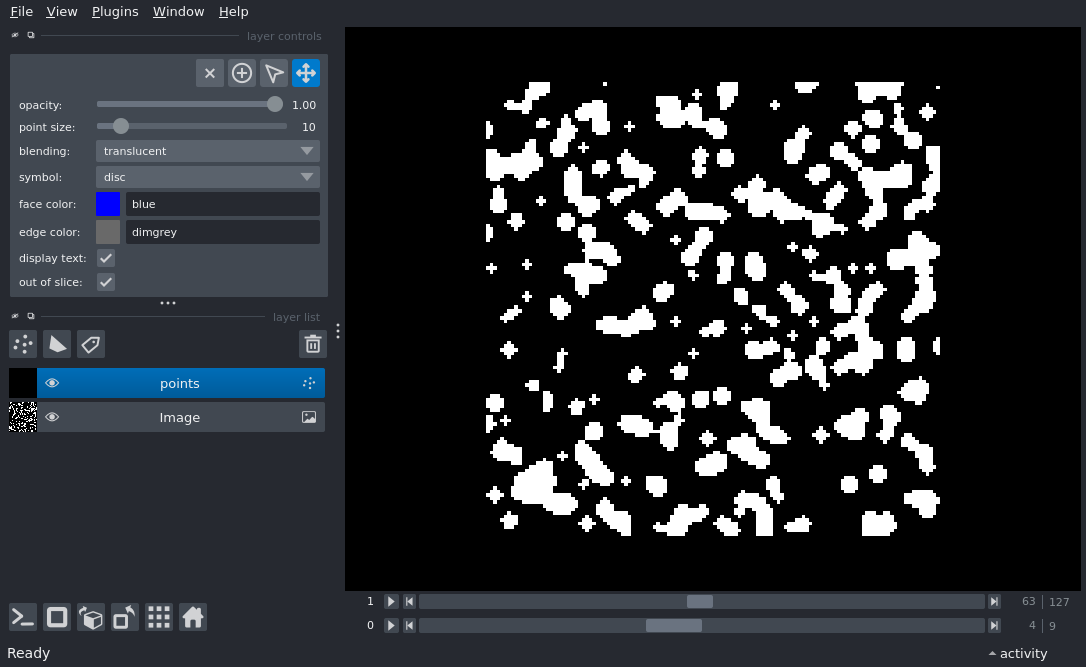 File View Plugins Window Help
layer controls
opacity: 1.00
point size: 10
blending: translucent
symbol: disc
face color: blue
edge color: dimgrey
display text:
out of slice:
layer list
points
Image
1 63 | 127
0 4 | 9
Ready activity